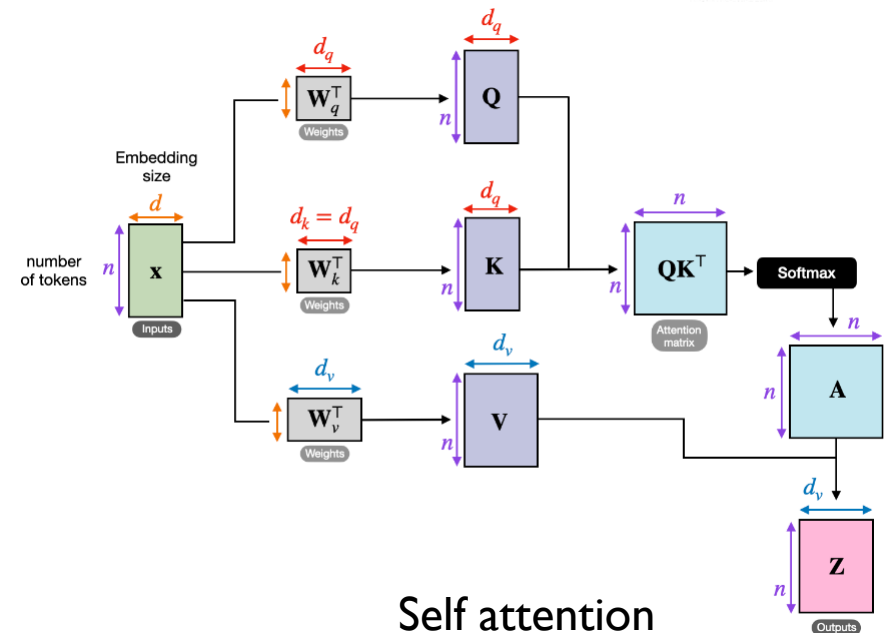 d_q
d_q
W_q^⊤
Q
n
Weights
Embedding
size
d
d_k = d_q
d_q
n
number
of tokens
n
x
W_k^⊤
K
QK^⊤
Softmax
n
n
Inputs
Weights
Attention
matrix
n
d_v
d_v
n
A
W_v^⊤
V
n
Weights
d_v
Z
n
Self attention
Outputs